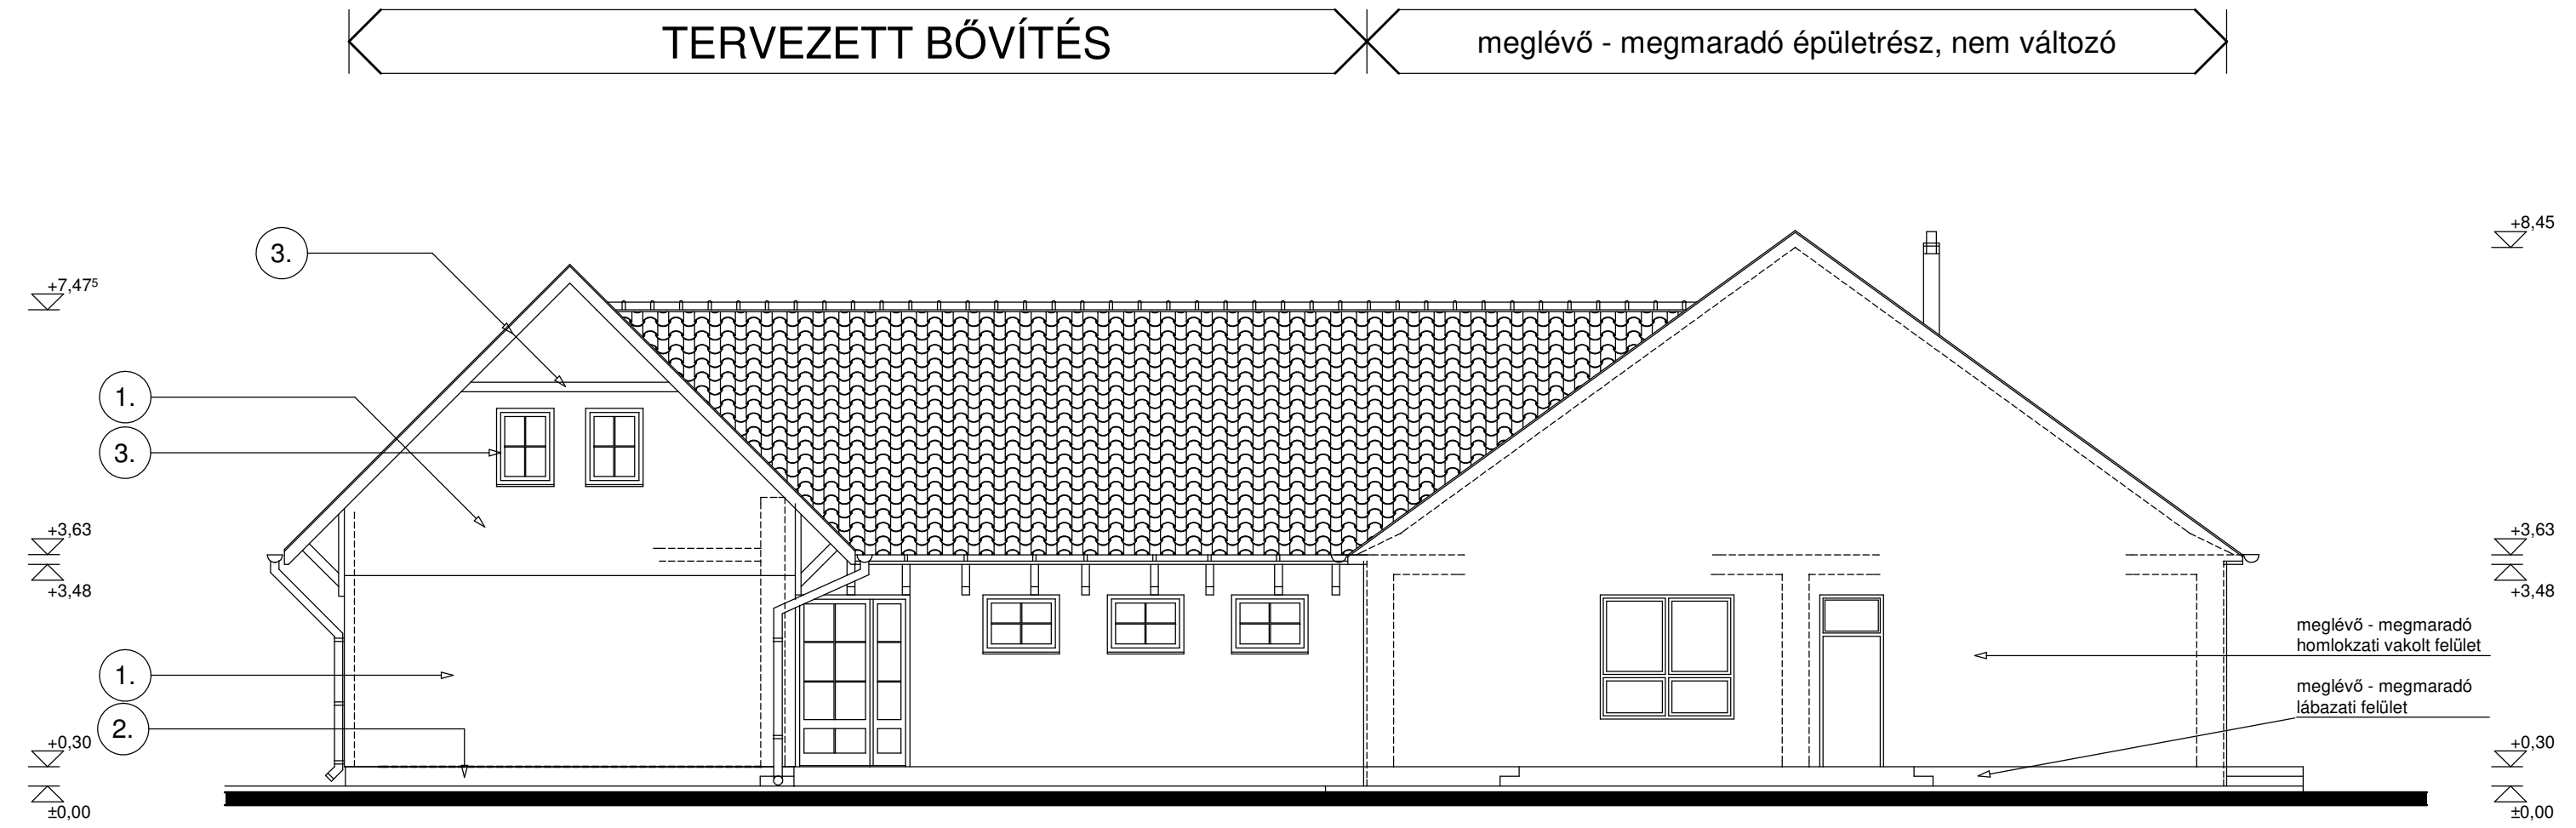 TERVEZETT BŐVÍTÉS
meglévő - megmaradó épületrész, nem változó
+8,45
3.
+7,47⁵
1.
3.
+3,63
+3,63
+3,48
+3,48
meglévő - megmaradó
homlokzati vakolt felület
1.
meglévő - megmaradó
lábazati felület
2.
+0,30
+0,30
±0,00
±0,00